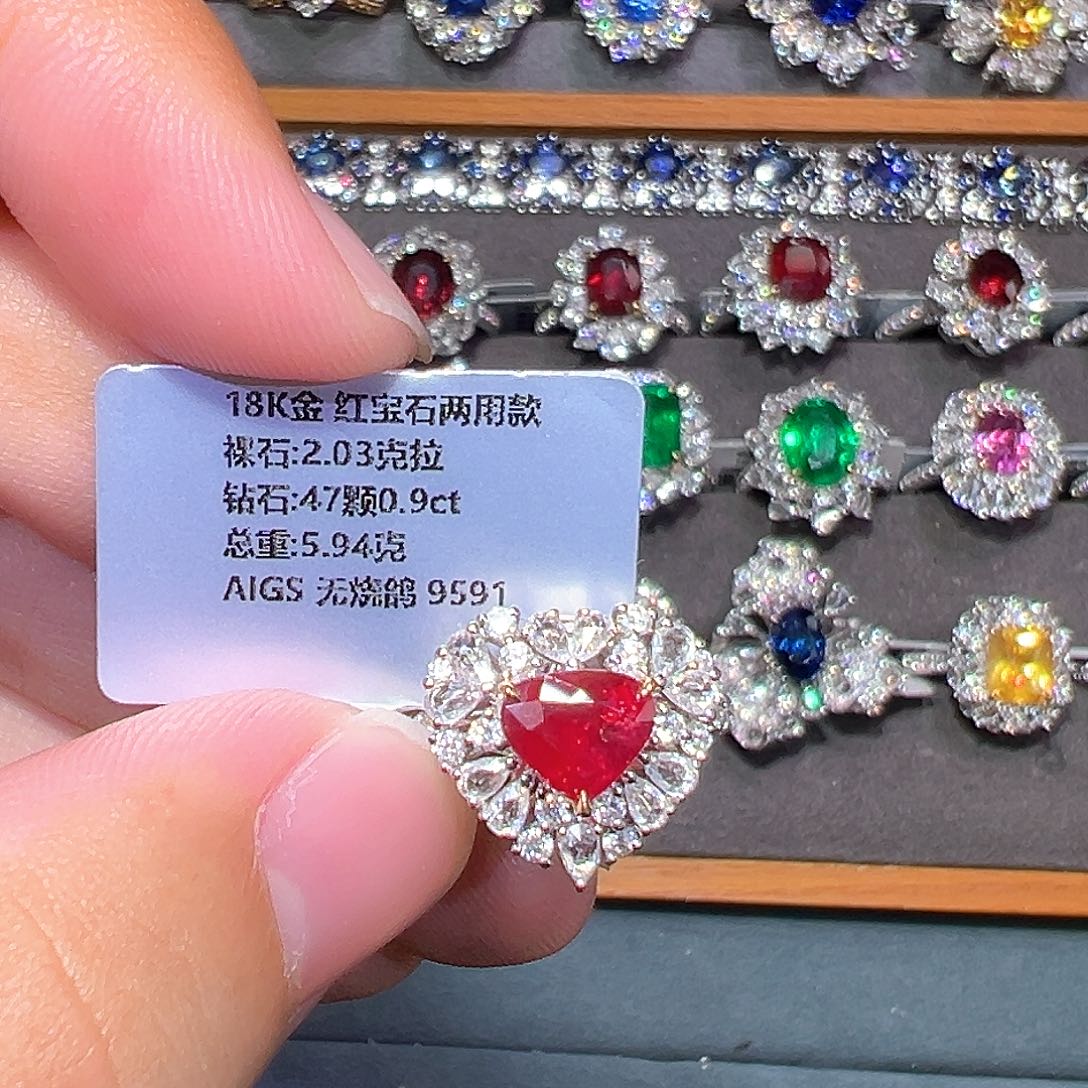 18K金 红宝石两用款
裸石:2.03克拉
钻石:47颗0.9ct
总重:5.94克
AIGS 无烧鸽 9591